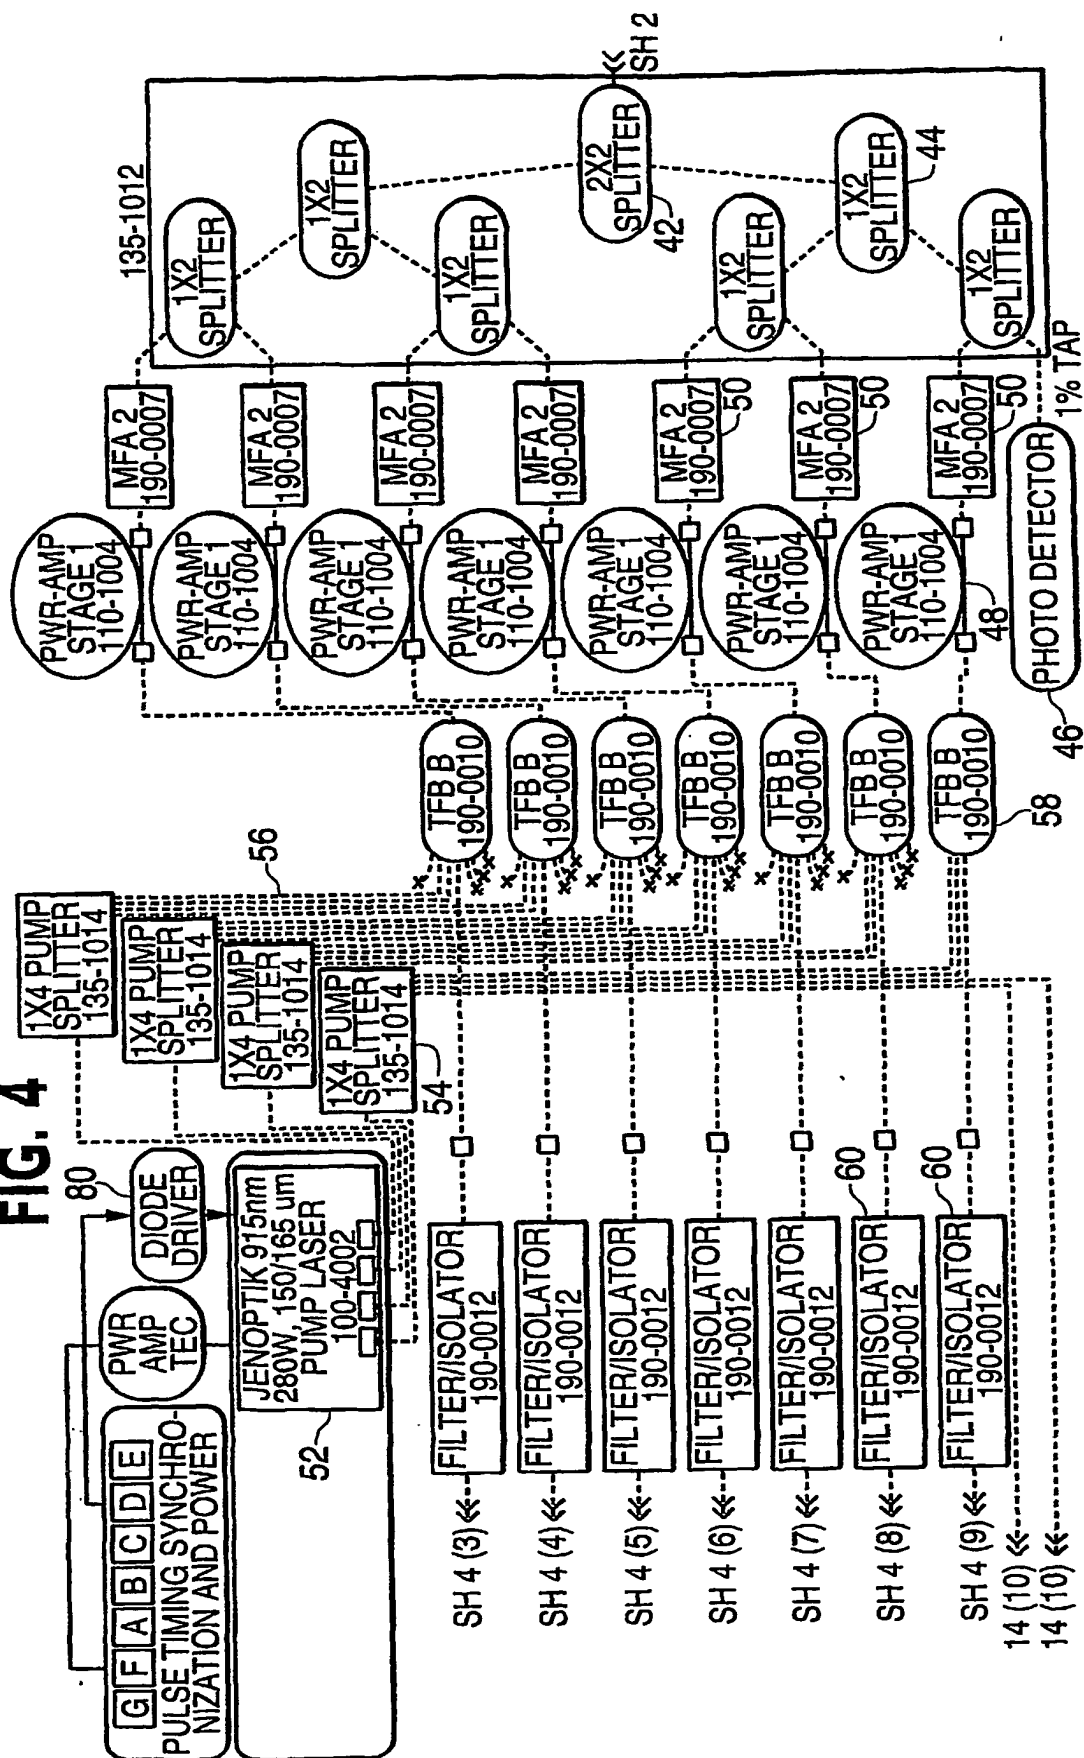 FIG. 4
G F A B C D E
PULSE TIMING SYNCHRO-
NIZATION AND POWER
PWR
AMP
TEC
80
DIODE
DRIVER
JENOPTIK 915nm
280W, 150/165 um
PUMP LASER
100-4002
52
1X4 PUMP
SPLITTER
135-1014
1X4 PUMP
SPLITTER
135-1014
1X4 PUMP
SPLITTER
135-1014
1X4 PUMP
SPLITTER
135-1014
54
56
PWR-AMP
STAGE 1
110-1004
PWR-AMP
STAGE 1
110-1004
PWR-AMP
STAGE 1
110-1004
PWR-AMP
STAGE 1
110-1004
PWR-AMP
STAGE 1
110-1004
PWR-AMP
STAGE 1
110-1004
PWR-AMP
STAGE 1
110-1004
48
MFA 2
190-0007
MFA 2
190-0007
MFA 2
190-0007
MFA 2
190-0007
MFA 2
190-0007
50
MFA 2
190-0007
50
MFA 2
190-0007
50
135-1012
1X2
SPLITTER
1X2
SPLITTER
1X2
SPLITTER
2X2
SPLITTER
42
SH 2
1X2
SPLITTER
1X2
SPLITTER
44
1X2
SPLITTER
1% TAP
PHOTO DETECTOR
46
TFB B
190-0010
TFB B
190-0010
TFB B
190-0010
TFB B
190-0010
TFB B
190-0010
TFB B
190-0010
TFB B
190-0010
58
SH 4 (3)
FILTER/ISOLATOR
190-0012
SH 4 (4)
FILTER/ISOLATOR
190-0012
SH 4 (5)
FILTER/ISOLATOR
190-0012
SH 4 (6)
FILTER/ISOLATOR
190-0012
SH 4 (7)
FILTER/ISOLATOR
190-0012
SH 4 (8)
FILTER/ISOLATOR
190-0012
60
SH 4 (9)
FILTER/ISOLATOR
190-0012
60
14 (10)
14 (10)